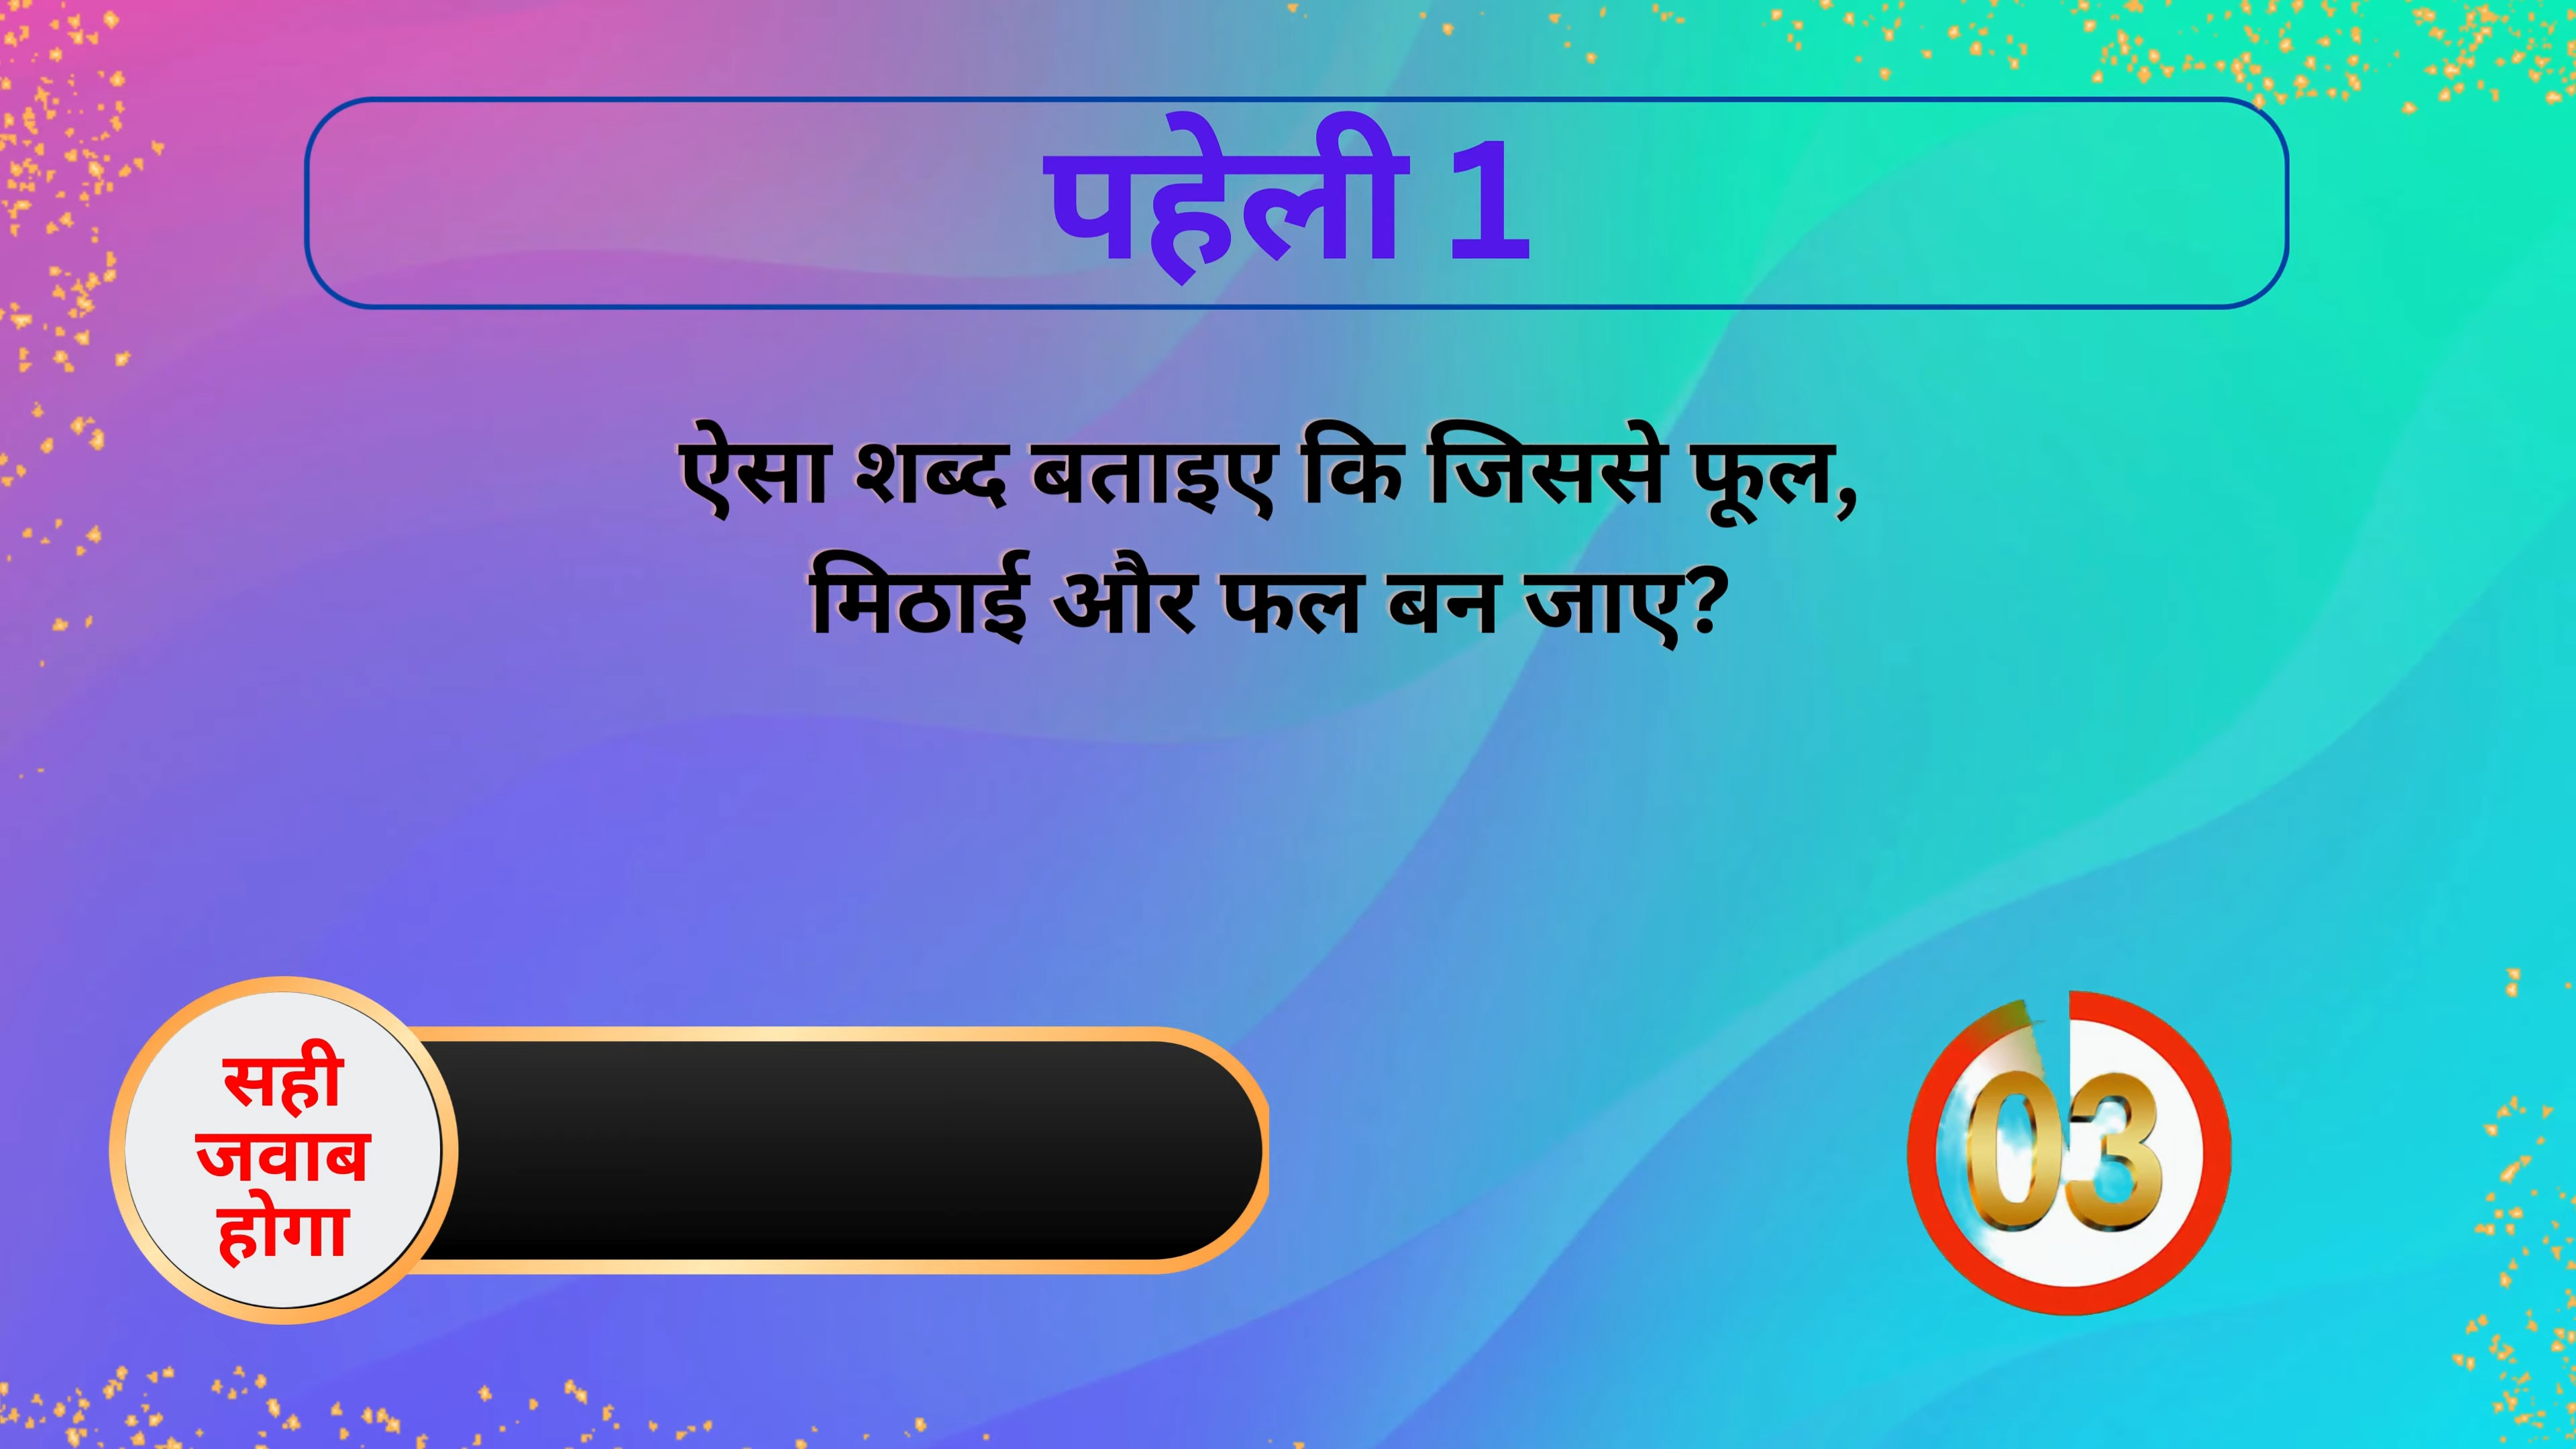 पहेली 1
ऐसा शब्द बताइए कि जिससे फूल,
मिठाई और फल बन जाए?
सही
जवाब
होगा
03